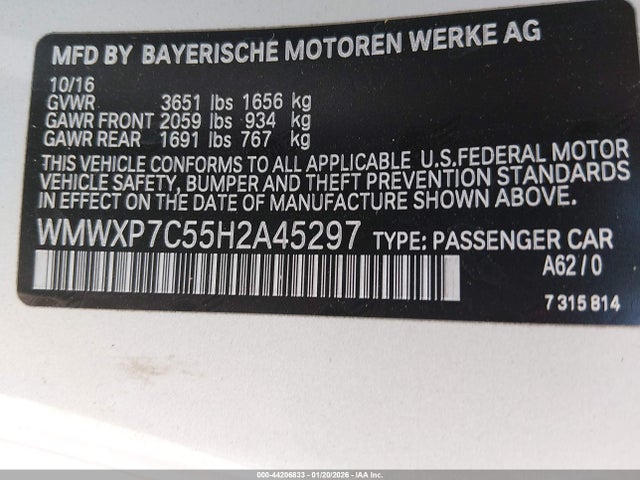 MFD BY BAYERISCHE MOTOREN WERKE AG
10/16
GVWR 3651 lbs 1656 kg
GAWR FRONT 2059 lbs 934 kg
GAWR REAR 1691 lbs 767 kg
THIS VEHICLE CONFORMS TO ALL APPLICABLE U.S.FEDERAL MOTOR
VEHICLE SAFETY, BUMPER AND THEFT PREVENTION STANDARDS
IN EFFECT ON THE DATE OF MANUFACTURE SHOWN ABOVE.
WMWXP7C55H2A45297 TYPE: PASSENGER CAR
A62/0
7 315 814
000-44206833 - 01/20/2026 - IAA Inc.